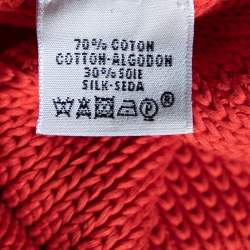 70% COTON
COTTON-ALGODON
30% SOIE
SILK-SEDA
P ®